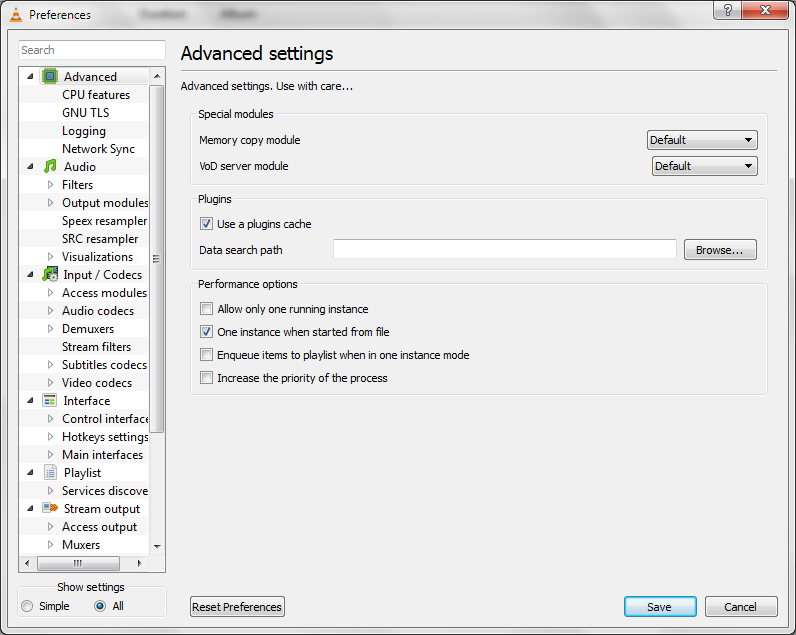 Preferences
Duration Album
Search
Advanced
CPU features
GNU TLS
Logging
Network Sync
Audio
Filters
Output modules
Speex resampler
SRC resampler
Visualizations
Input / Codecs
Access modules
Audio codecs
Demuxers
Stream filters
Subtitles codecs
Video codecs
Interface
Control interface
Hotkeys settings
Main interfaces
Playlist
Services discove
Stream output
Access output
Muxers
Show settings
Simple All
Advanced settings
Advanced settings. Use with care...
Special modules
Memory copy module Default
VoD server module Default
Plugins
Use a plugins cache
Data search path Browse...
Performance options
Allow only one running instance
One instance when started from file
Enqueue items to playlist when in one instance mode
Increase the priority of the process
Reset Preferences Save Cancel